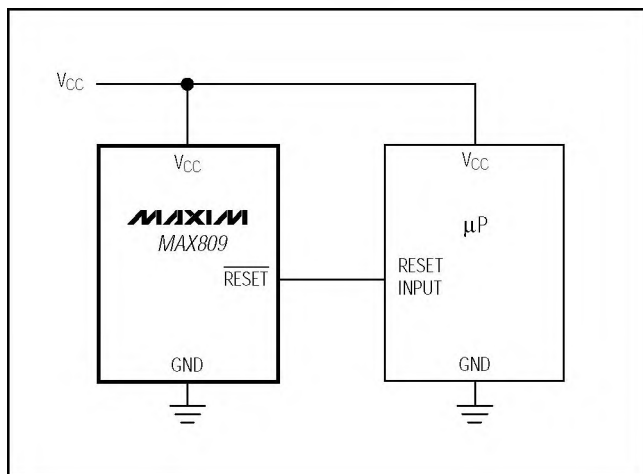 VCC
VCC
MAXIM
MAX809
RESET
GND
VCC
μP
RESET
INPUT
GND